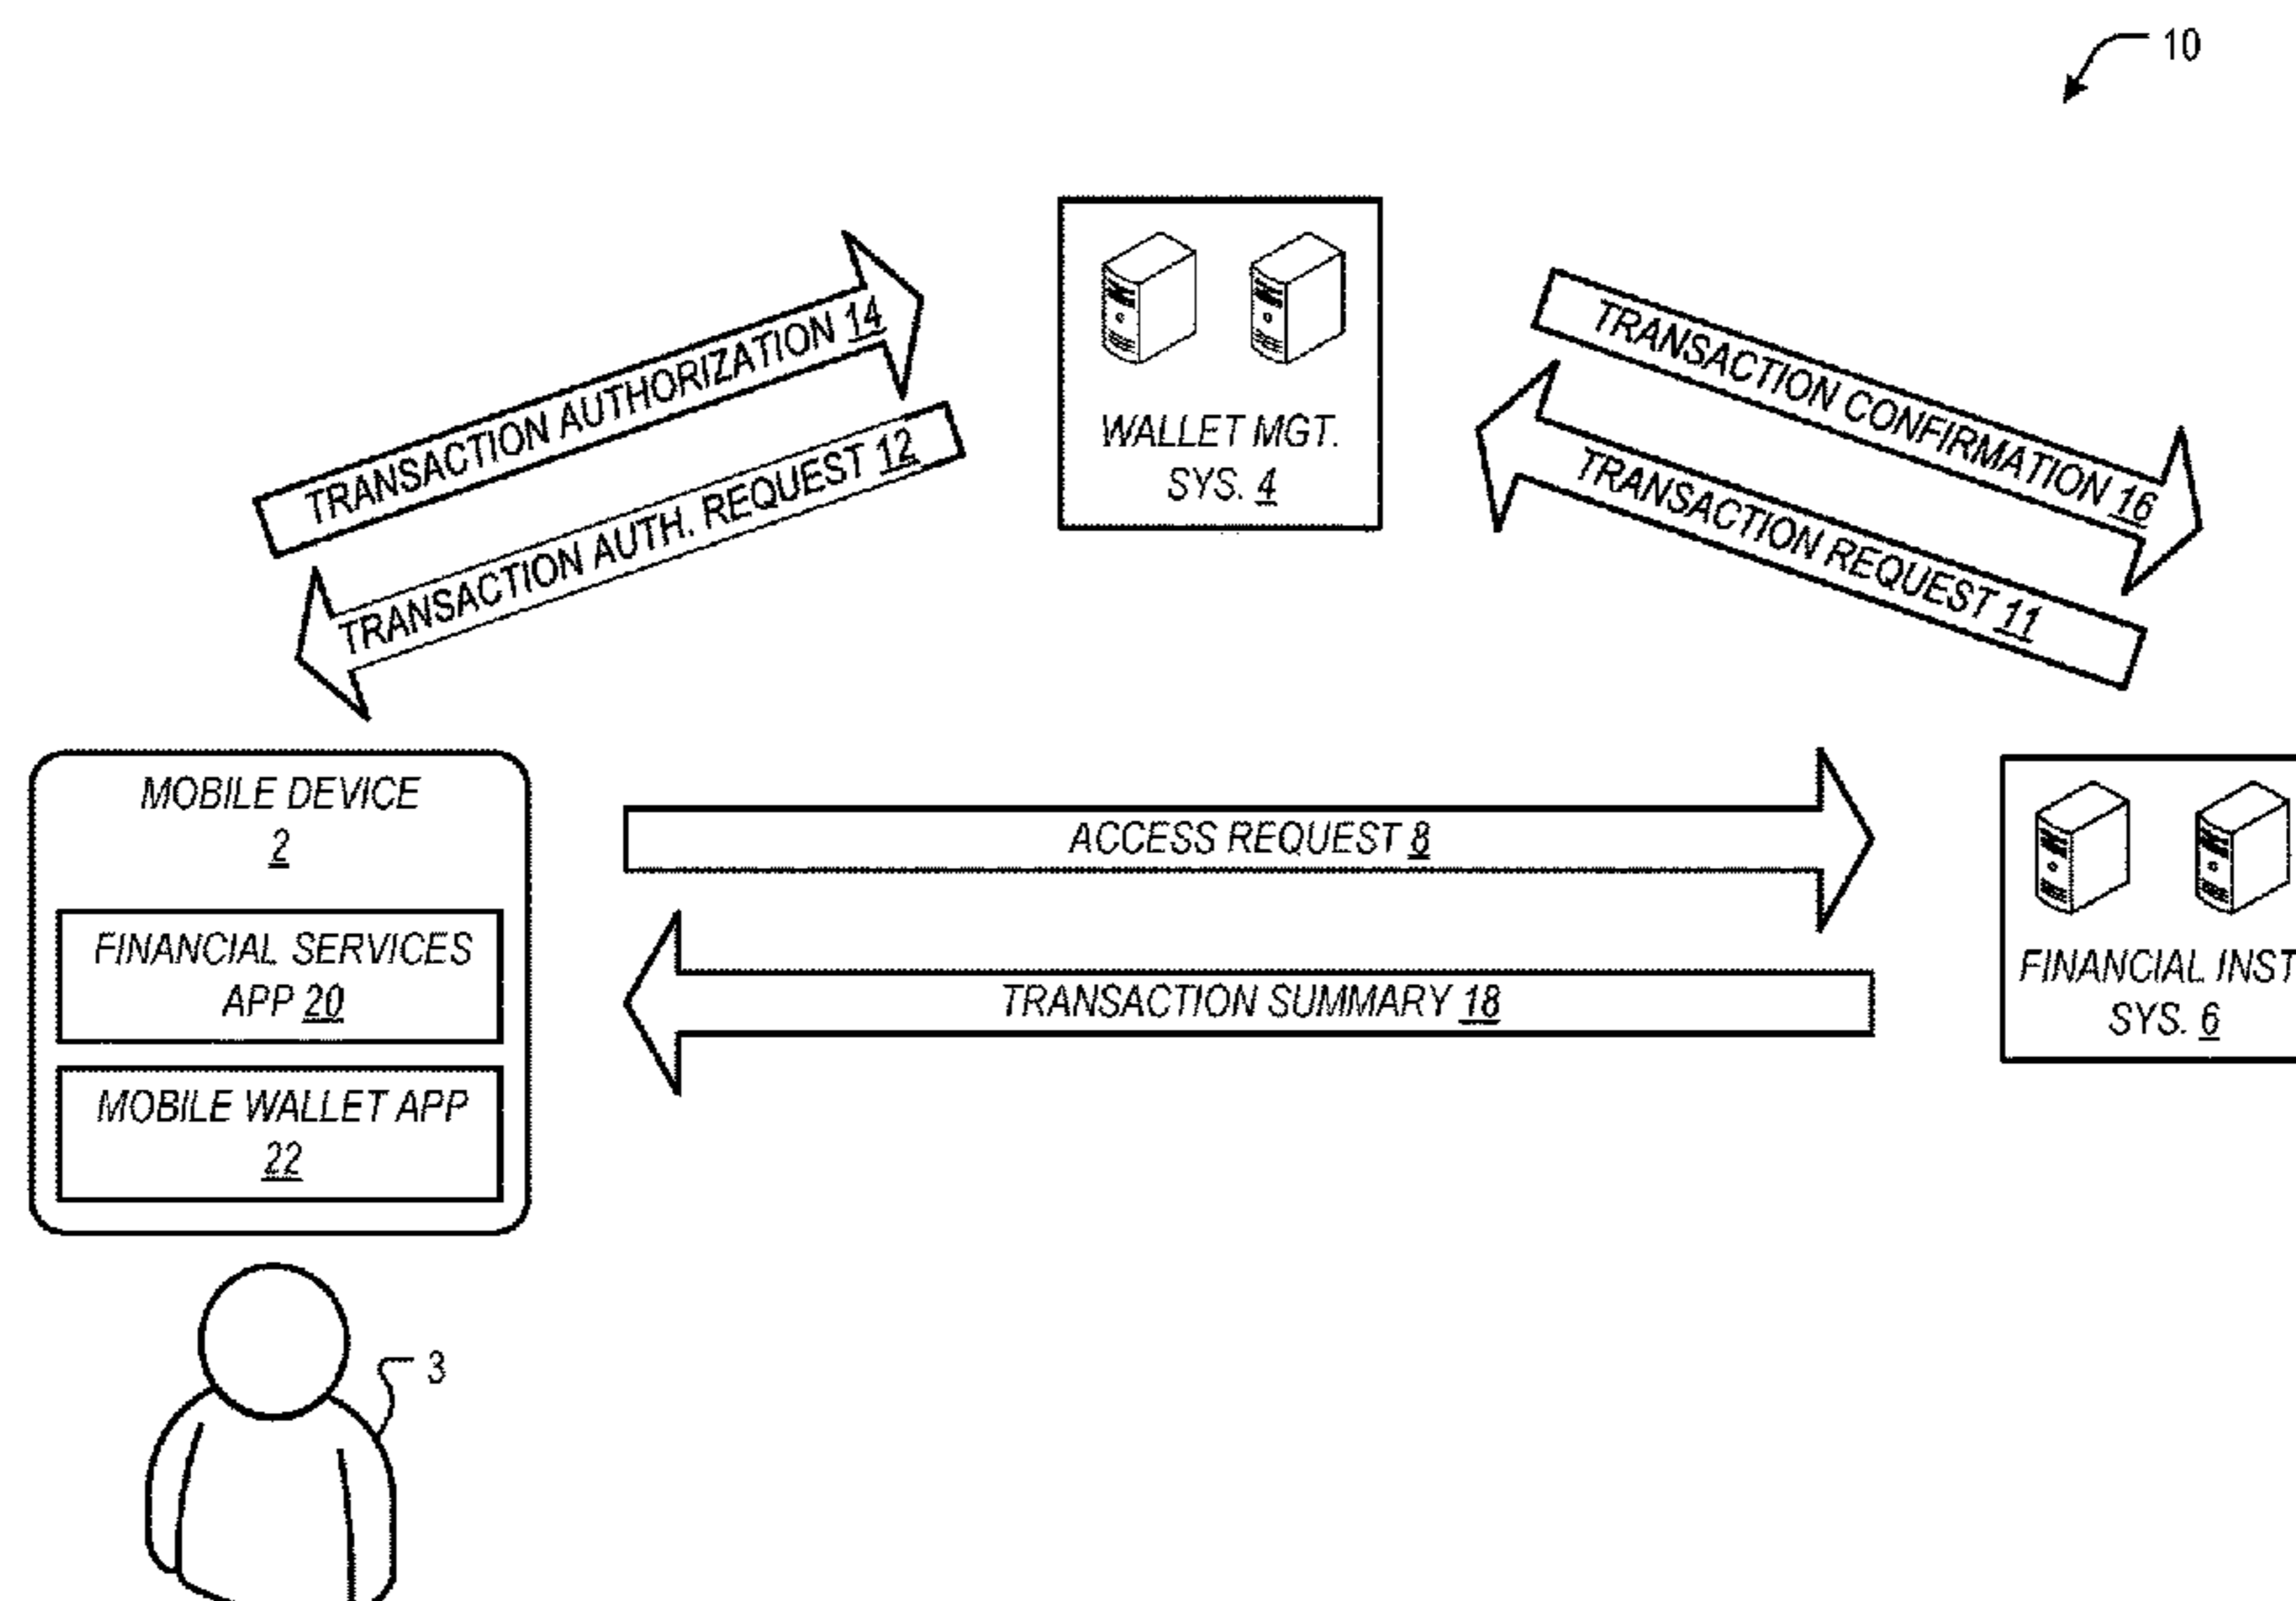 10
TRANSACTION AUTHORIZATION 14
TRANSACTION AUTH. REQUEST 12
WALLET MGT.
SYS. 4
TRANSACTION CONFIRMATION 16
TRANSACTION REQUEST 11
MOBILE DEVICE
2
FINANCIAL SERVICES
APP 20
MOBILE WALLET APP
22
ACCESS REQUEST 8
TRANSACTION SUMMARY 18
FINANCIAL INST
SYS. 6
3